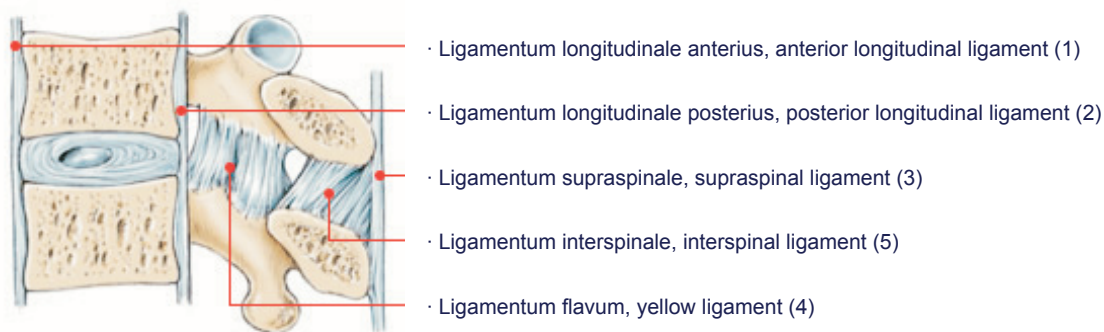 · Ligamentum longitudinale anterius, anterior longitudinal ligament (1)
· Ligamentum longitudinale posterius, posterior longitudinal ligament (2)
· Ligamentum supraspinale, supraspinal ligament (3)
· Ligamentum interspinale, interspinal ligament (5)
· Ligamentum flavum, yellow ligament (4)